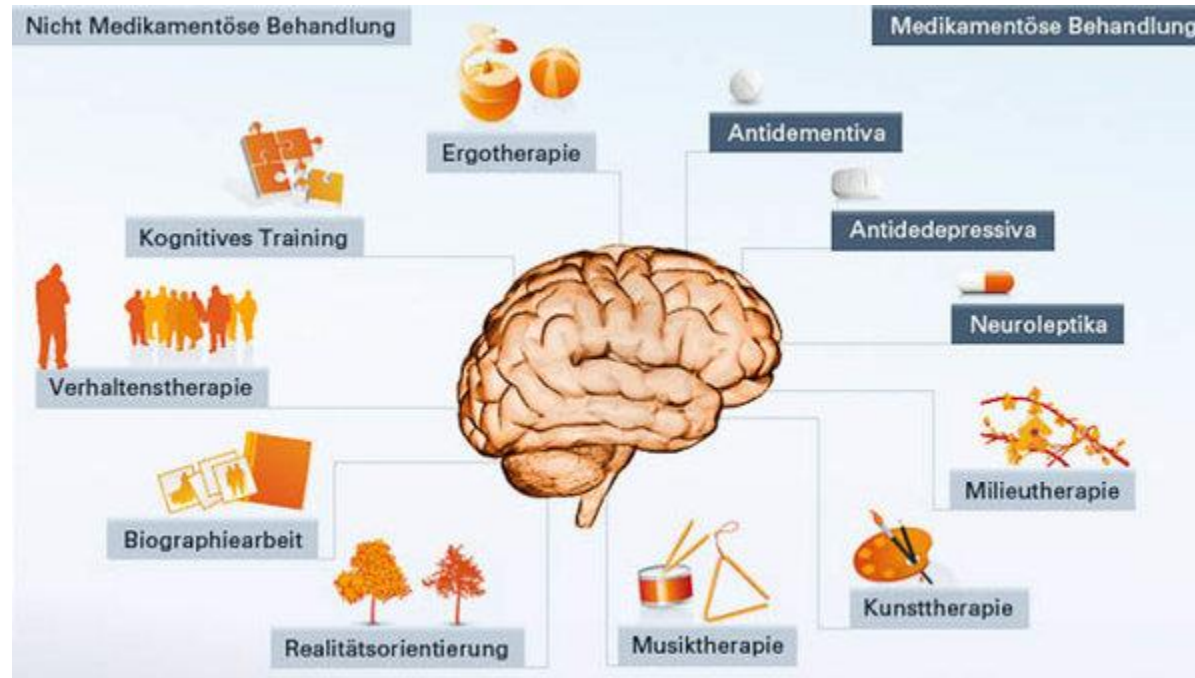 Nicht Medikamentöse Behandlung
Medikamentöse Behandlung
Ergotherapie
Antidementiva
Kognitives Training
Antidedepressiva
Neuroleptika
Verhaltenstherapie
Milieutherapie
Biographiearbeit
Kunsttherapie
Realitätsorientierung
Musiktherapie